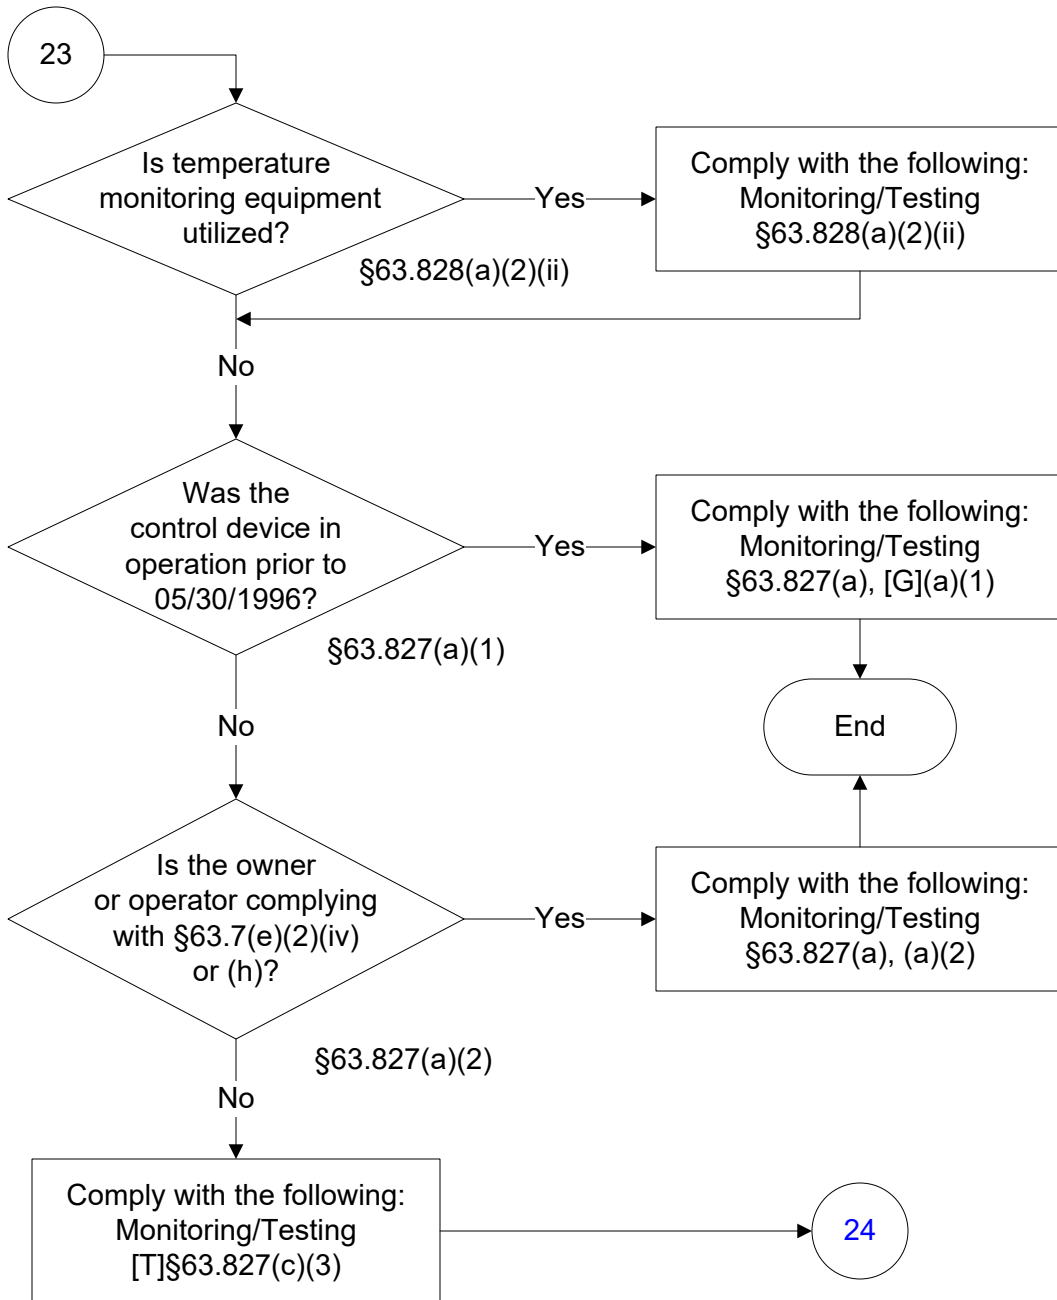 23
Is temperature
monitoring equipment
utilized?
Yes
Comply with the following:
Monitoring/Testing
§63.828(a)(2)(ii)
§63.828(a)(2)(ii)
No
Was the
control device in
operation prior to
05/30/1996?
Yes
Comply with the following:
Monitoring/Testing
§63.827(a), [G](a)(1)
§63.827(a)(1)
No
End
Is the owner
or operator complying
with §63.7(e)(2)(iv)
or (h)?
Yes
Comply with the following:
Monitoring/Testing
§63.827(a), (a)(2)
§63.827(a)(2)
No
Comply with the following:
Monitoring/Testing
[T]§63.827(c)(3)
24